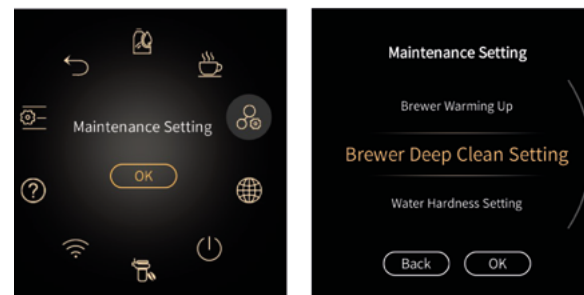 Maintenance Setting
OK
Maintenance Setting
Brewer Warming Up
Brewer Deep Clean Setting
Water Hardness Setting
Back OK